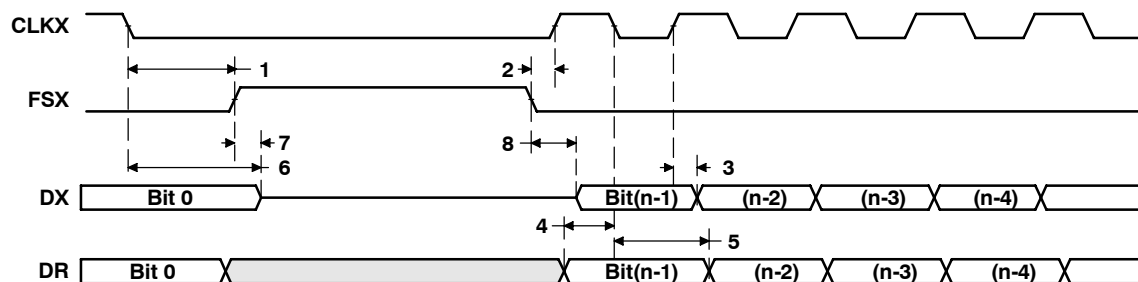 CLKX
1 2
FSX
7 8
6 3
DX Bit 0 Bit(n-1) (n-2) (n-3) (n-4)
4 5
DR Bit 0 Bit(n-1) (n-2) (n-3) (n-4)